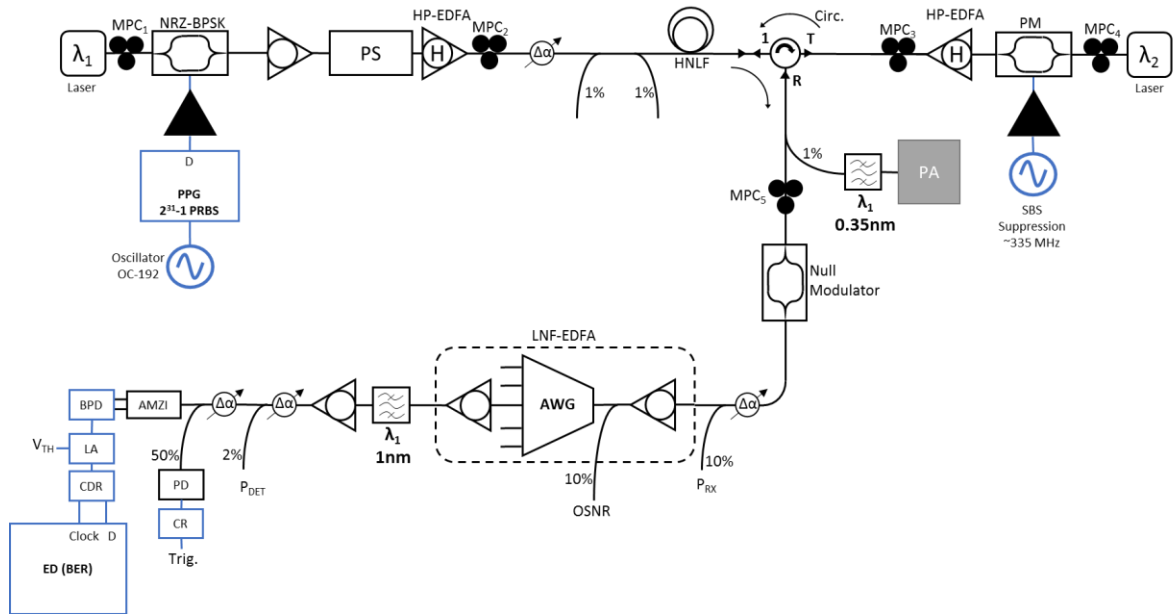 MPC₁
NRZ-BPSK
HP-EDFA
MPC₂
Circ.
HP-EDFA
PM
MPC₄
λ₁
Laser
PS
H
Δα
HNLF
1
T
R
MPC₃
H
λ₂
Laser
1%
1%
D
PPG
2³¹-1 PRBS
Oscillator
OC-192
1%
PA
λ₁
0.35nm
MPC₅
SBS
Suppression
~335 MHz
Null
Modulator
LNF-EDFA
BPD
AMZI
Δα
Δα
AWG
Δα
λ₁
1nm
V_TH
LA
50%
2%
P_DET
10%
OSNR
10%
P_RX
CDR
PD
CR
Trig.
Clock D
ED (BER)